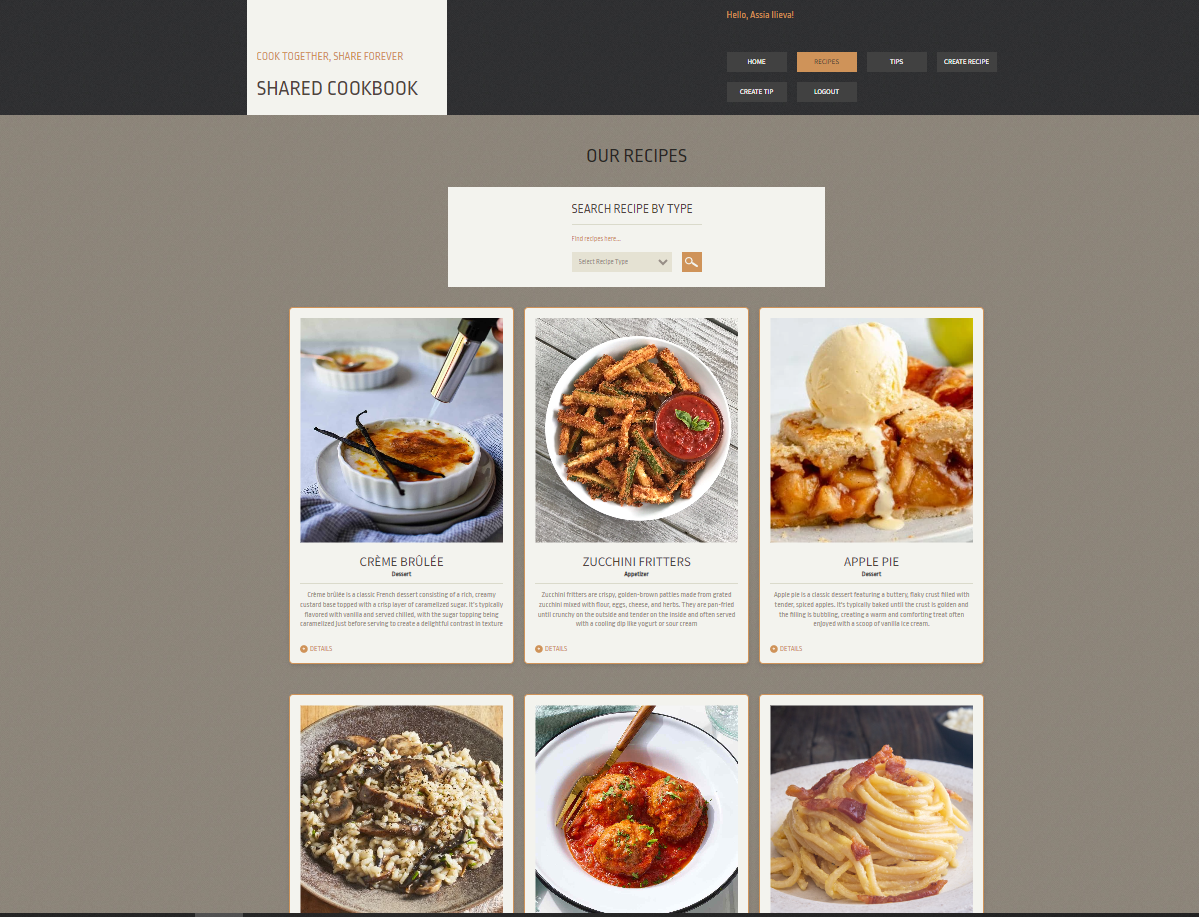 Hello, Assia Ilieva!
COOK TOGETHER, SHARE FOREVER
SHARED COOKBOOK
HOME
RECIPES
TIPS
CREATE RECIPE
CREATE TIP
LOGOUT
OUR RECIPES
SEARCH RECIPE BY TYPE
Find recipes here...
Select Recipe Type
CRÈME BRÛLÉE
Dessert
Crème brûlée is a classic French dessert consisting of a rich, creamy
custard base topped with a crisp layer of caramelized sugar. It's typically
flavored with vanilla and served chilled, with the sugar topping being
caramelized just before serving to create a delightful contrast in texture
DETAILS
ZUCCHINI FRITTERS
Appetizer
Zucchini fritters are crispy, golden-brown patties made from grated
zucchini mixed with flour, eggs, cheese, and herbs. They are pan-fried
until crunchy on the outside and tender on the inside and often served
with a cooling dip like yogurt or sour cream
DETAILS
APPLE PIE
Dessert
Apple pie is a classic dessert featuring a buttery, flaky crust filled with
tender, spiced apples. It's typically baked until the crust is golden and
the filling is bubbling, creating a warm and comforting treat often
enjoyed with a scoop of vanilla ice cream.
DETAILS